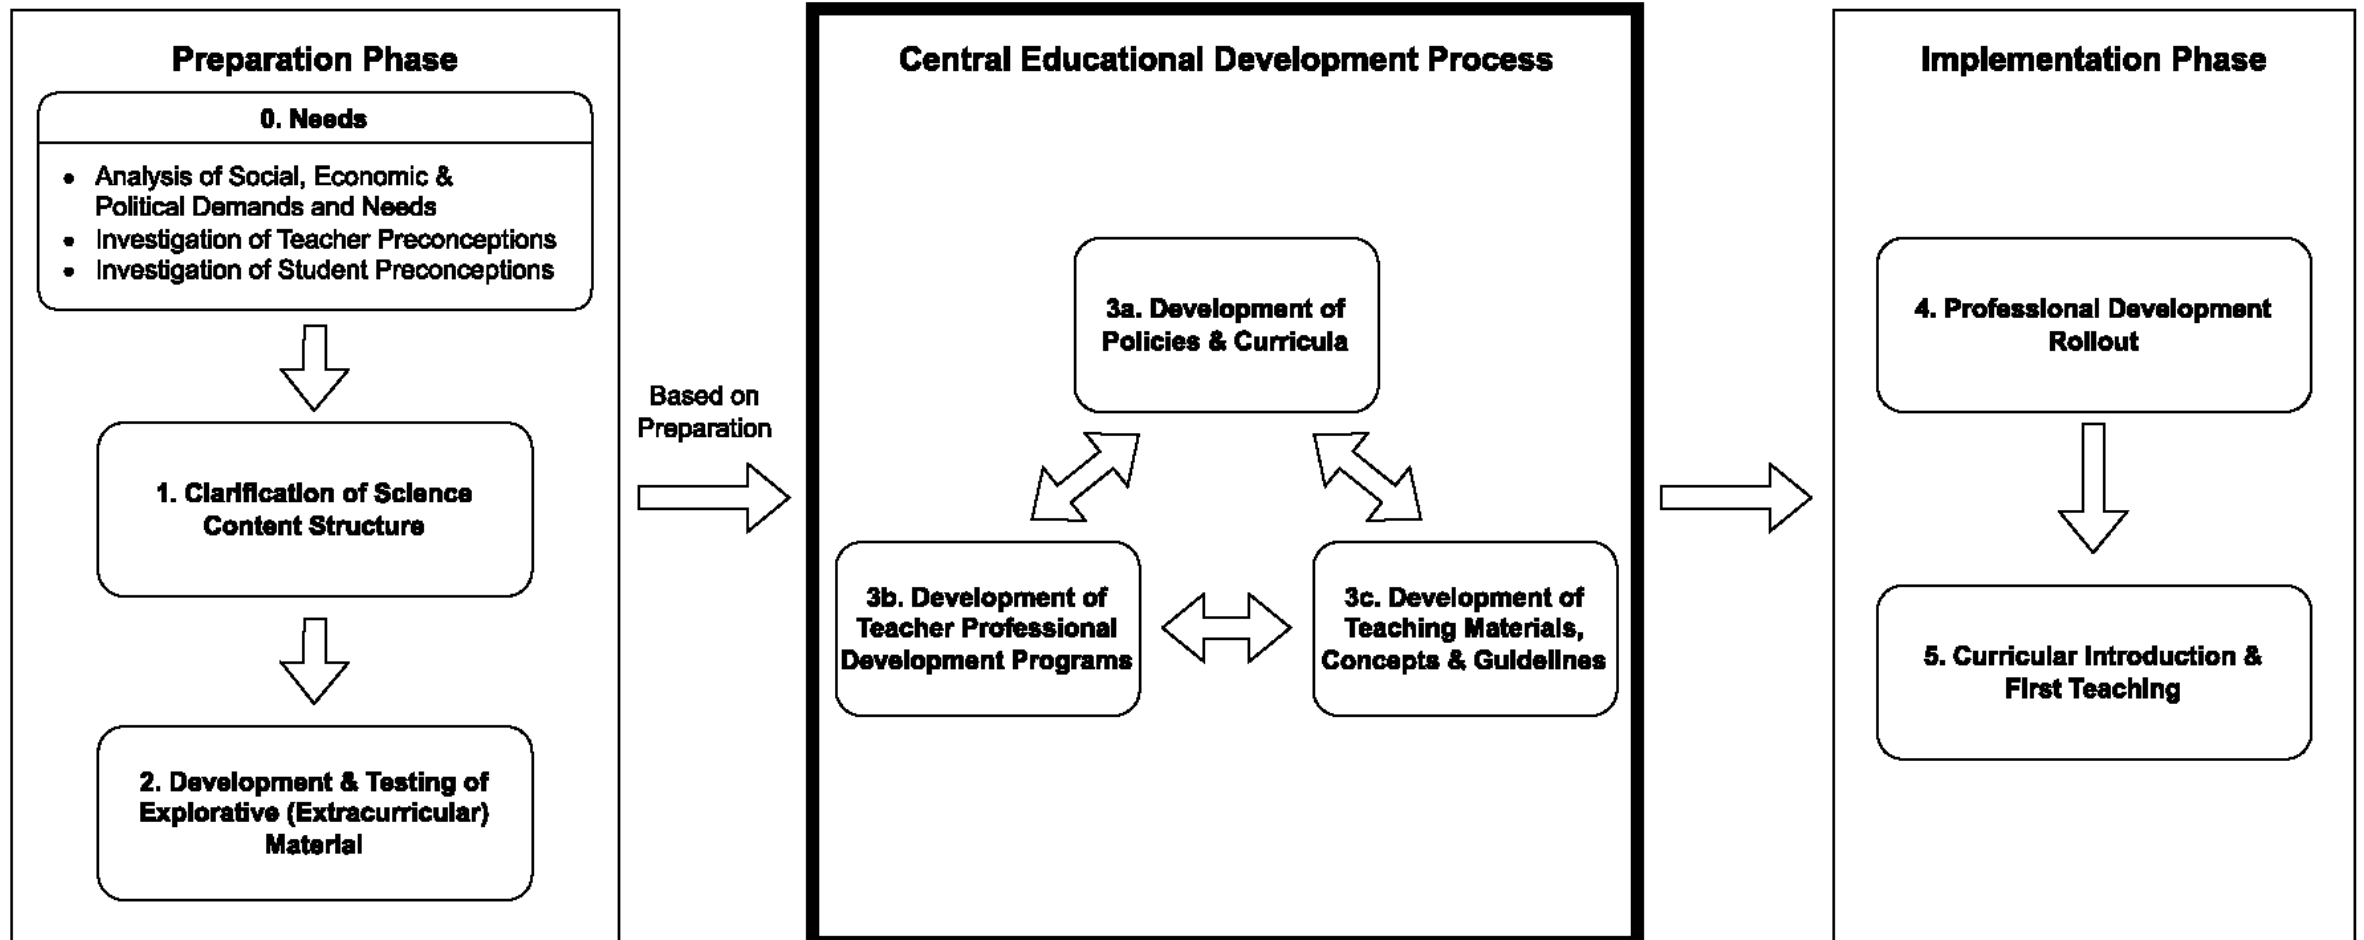 Preparation Phase
0. Needs
• Analysis of Social, Economic &
Political Demands and Needs
• Investigation of Teacher Preconceptions
• Investigation of Student Preconceptions
1. Clarification of Science
Content Structure
2. Development & Testing of
Explorative (Extracurricular)
Material
Based on
Preparation
Central Educational Development Process
3a. Development of
Policies & Curricula
3b. Development of
Teacher Professional
Development Programs
3c. Development of
Teaching Materials,
Concepts & Guidelines
Implementation Phase
4. Professional Development
Rollout
5. Curricular Introduction &
First Teaching